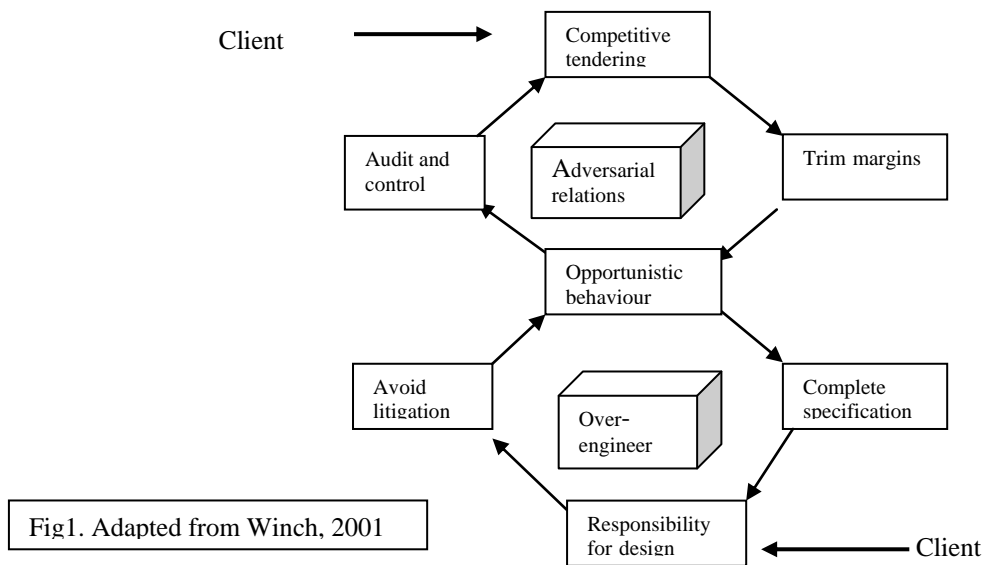 Client
Competitive
tendering
Audit and
control
Adversarial
relations
Trim margins
Opportunistic
behaviour
Avoid
litigation
Over-
engineer
Complete
specification
Fig1. Adapted from Winch, 2001
Responsibility
for design
Client